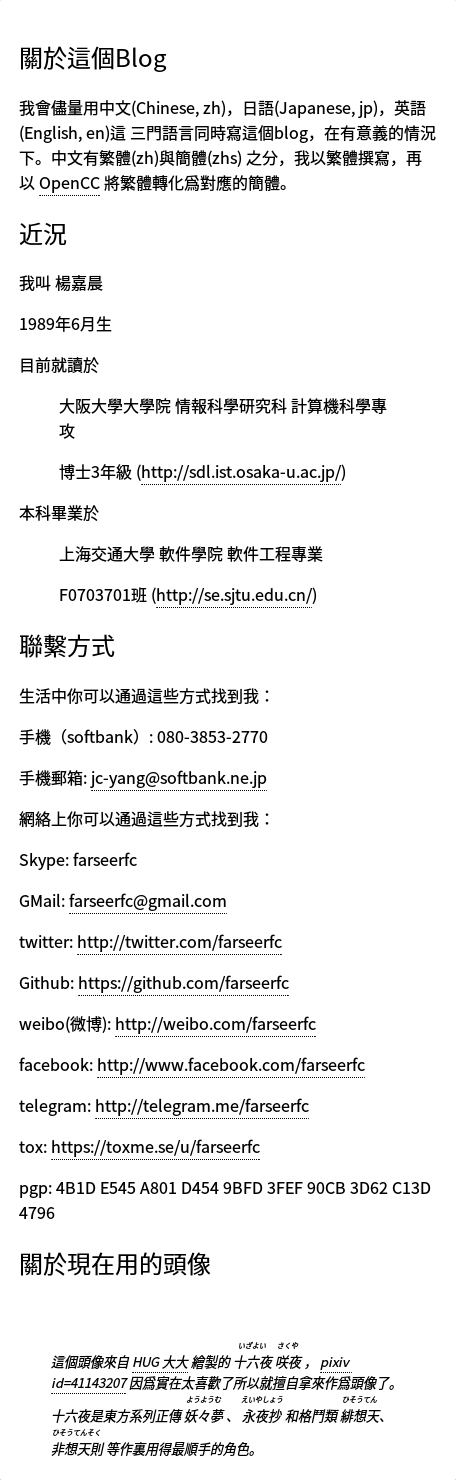 關於這個Blog
我會儘量用中文(Chinese, zh)，日語(Japanese, jp)，英語
(English, en)這 三門語言同時寫這個blog，在有意義的情況
下。中文有繁體(zh)與簡體(zhs) 之分，我以繁體撰寫，再
以 OpenCC 將繁體轉化爲對應的簡體。
近況
我叫 楊嘉晨
1989年6月生
目前就讀於
大阪大學大學院 情報科學研究科 計算機科學專
攻
博士3年級 (http://sdl.ist.osaka-u.ac.jp/)
本科畢業於
上海交通大學 軟件學院 軟件工程專業
F0703701班 (http://se.sjtu.edu.cn/)
聯繫方式
生活中你可以通過這些方式找到我：
手機（softbank）: 080-3853-2770
手機郵箱: jc-yang@softbank.ne.jp
網絡上你可以通過這些方式找到我：
Skype: farseerfc
GMail: farseerfc@gmail.com
twitter: http://twitter.com/farseerfc
Github: https://github.com/farseerfc
weibo(微博): http://weibo.com/farseerfc
facebook: http://www.facebook.com/farseerfc
telegram: http://telegram.me/farseerfc
tox: https://toxme.se/u/farseerfc
pgp: 4B1D E545 A801 D454 9BFD 3FEF 90CB 3D62 C13D
4796
關於現在用的頭像
いざよい さくや
這個頭像來自 HUG 大大 繪製的 十六夜 咲夜 ， pixiv
id=41143207 因爲實在太喜歡了所以就擅自拿來作爲頭像了。
ようようむ えいやしょう ひそうてん
十六夜是東方系列正傳 妖々夢 、 永夜抄 和格鬥類 緋想天、
ひそうてんそく
非想天則 等作裏用得最順手的角色。